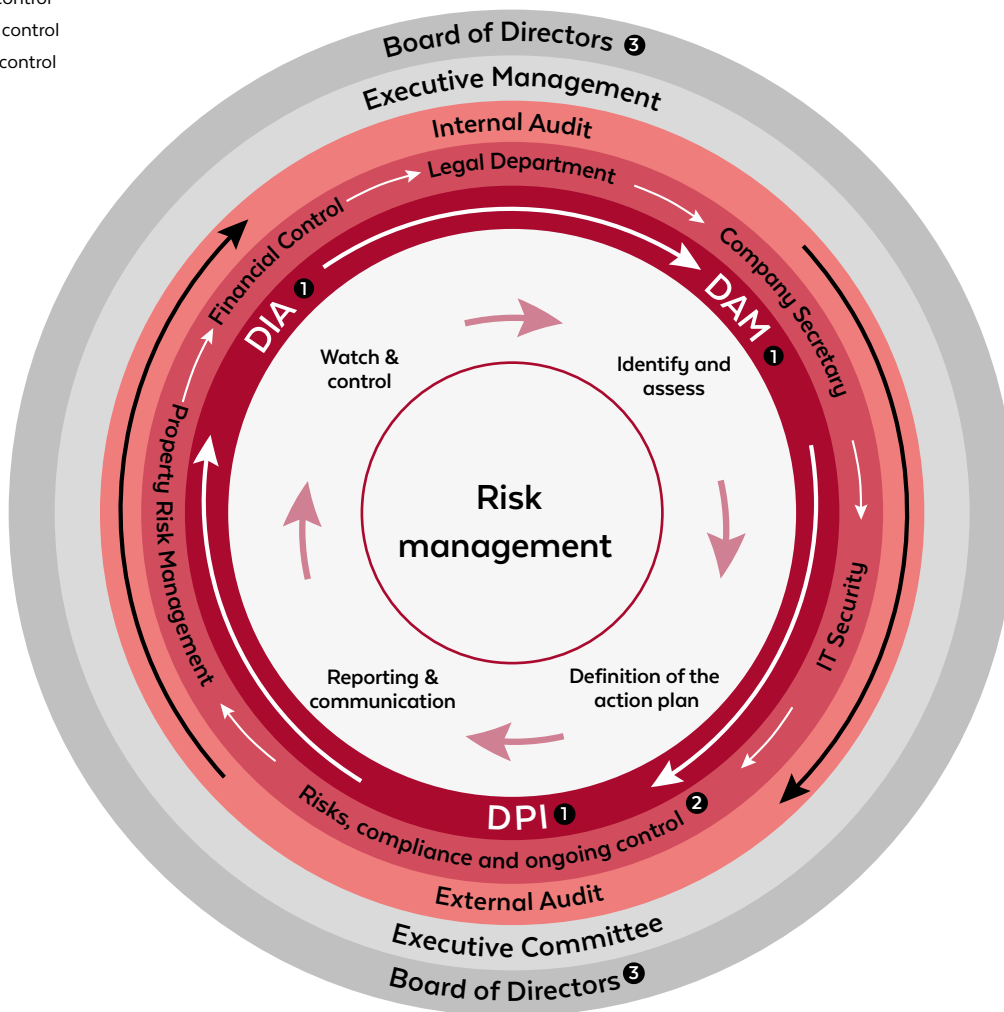 control
control
control
Board of Directors 3
Executive Management
Internal Audit
Legal Department
Financial Control
Company Secretary
DIA 1
DAM 1
Watch &
control
Identify and
assess
Property Risk Management
Risk
management
IT Security
Reporting &
communication
Definition of the
action plan
DPI 1
Risks, compliance and ongoing control 2
External Audit
Executive Committee
Board of Directors 3